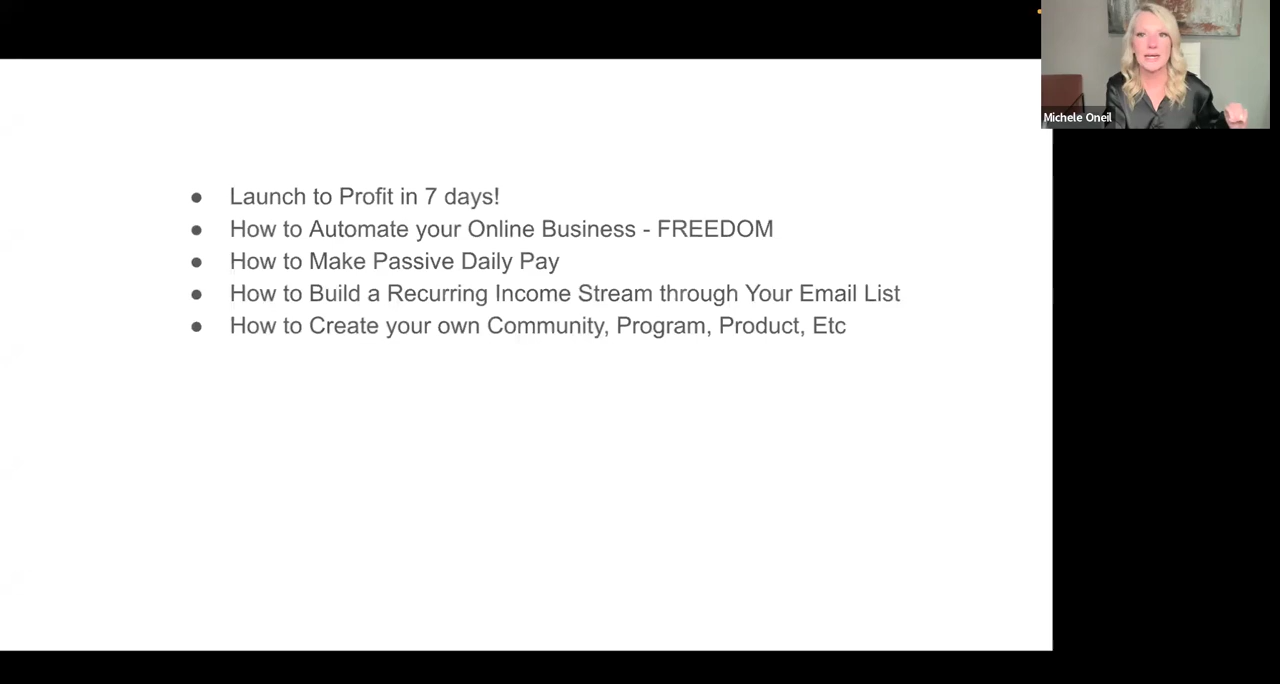 Michele Oneil
● Launch to Profit in 7 days!
● How to Automate your Online Business - FREEDOM
● How to Make Passive Daily Pay
● How to Build a Recurring Income Stream through Your Email List
● How to Create your own Community, Program, Product, Etc